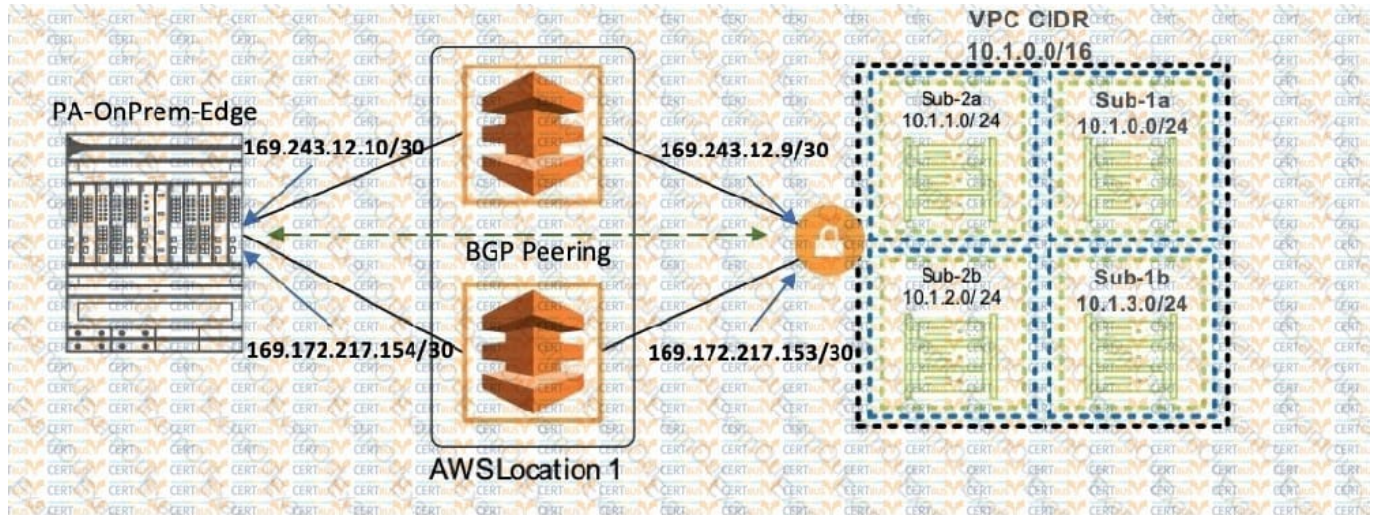 VPC CIDR
10.1.0.0/16
PA-OnPrem-Edge
169.243.12.10/30
169.243.12.9/30
Sub-2a
10.1.1.0/24
Sub-1a
10.1.0.0/24
BGP Peering
Sub-2b
10.1.2.0/24
Sub-1b
10.1.3.0/24
169.172.217.154/30
169.172.217.153/30
AWSLocation 1